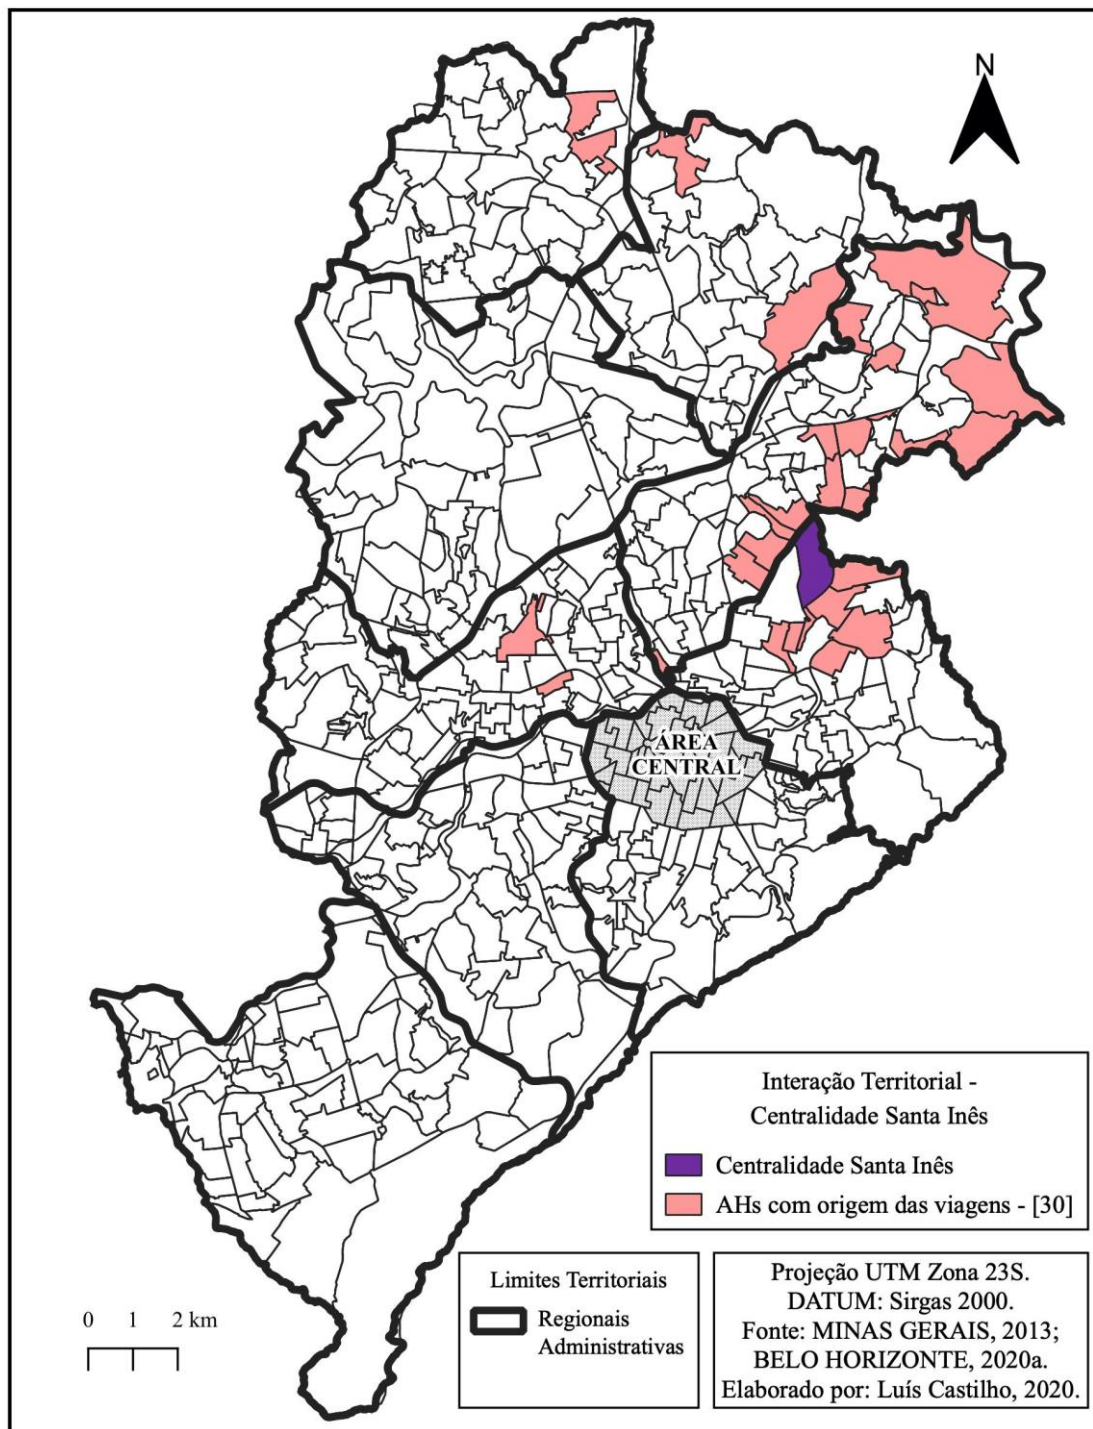 N
ÁREA
CENTRAL
Interação Territorial -
Centralidade Santa Inês
Centralidade Santa Inês
AHs com origem das viagens - [30]
Limites Territoriais
Regionais
Administrativas
Projeção UTM Zona 23S.
DATUM: Sirgas 2000.
Fonte: MINAS GERAIS, 2013;
BELO HORIZONTE, 2020a.
Elaborado por: Luís Castilho, 2020.
0 1 2 km